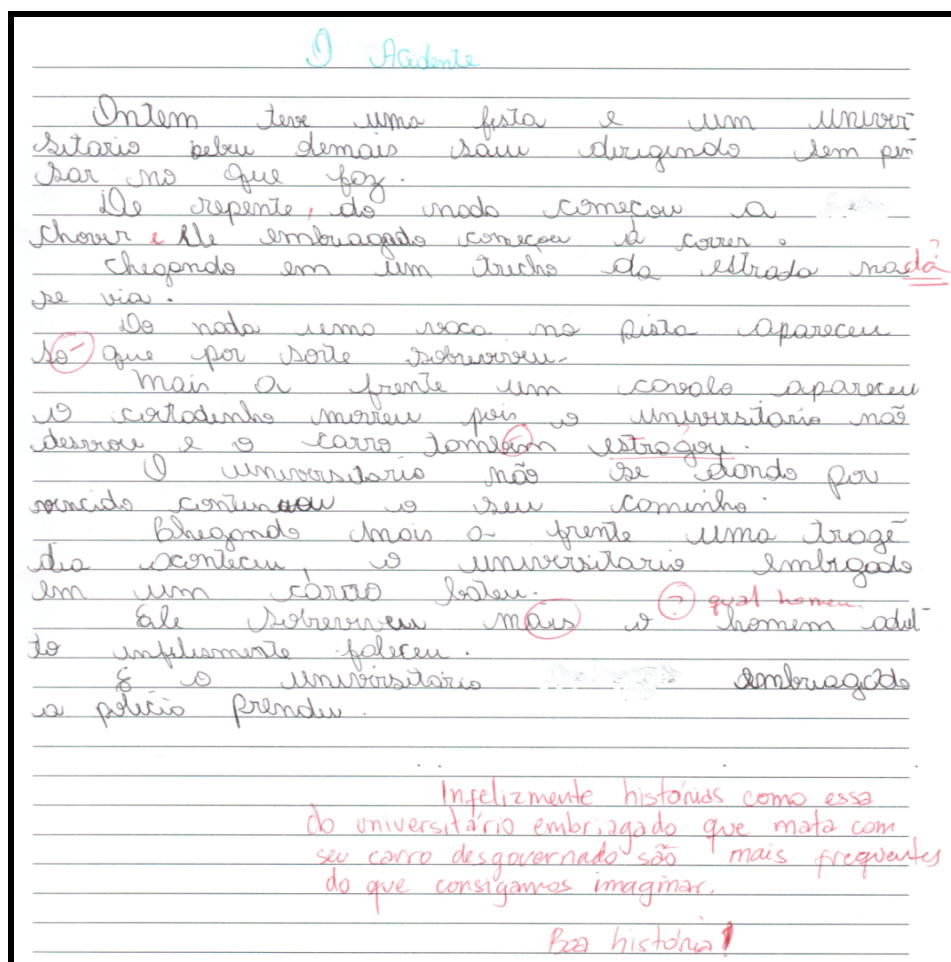 O Acidente
Ontem teve uma festa e um univer
sitario bebeu demais saiu dirigindo sem pen
sar no que fez.
De repente, do nada começou a
chover e ele embriagado começou a correr.
Chegando em um trecho da estrada nada
?
se via.
Do nada uma vaca na pista apareceu
so que por sorte sobreviveu.
Mais a frente um cavalo apareceu
o coitadinho morreu pois o universitario não
desviou e o carro também estragou.
O universitario não se dando por
vencido continuou o seu caminho.
Chegando mais a frente uma tragé
dia aconteceu, o universitario embrigado
em um carro bateu.
? qual homem
Ele sobreviveu mais o homem adul
to infelismente faleceu.
E o universitário embriagado
a policia prendeu.
Infelizmente histórias como essa
do universitário embriagado que mata com
seu carro desgovernado são mais frequentes
do que consigamos imaginar.
Boa história!